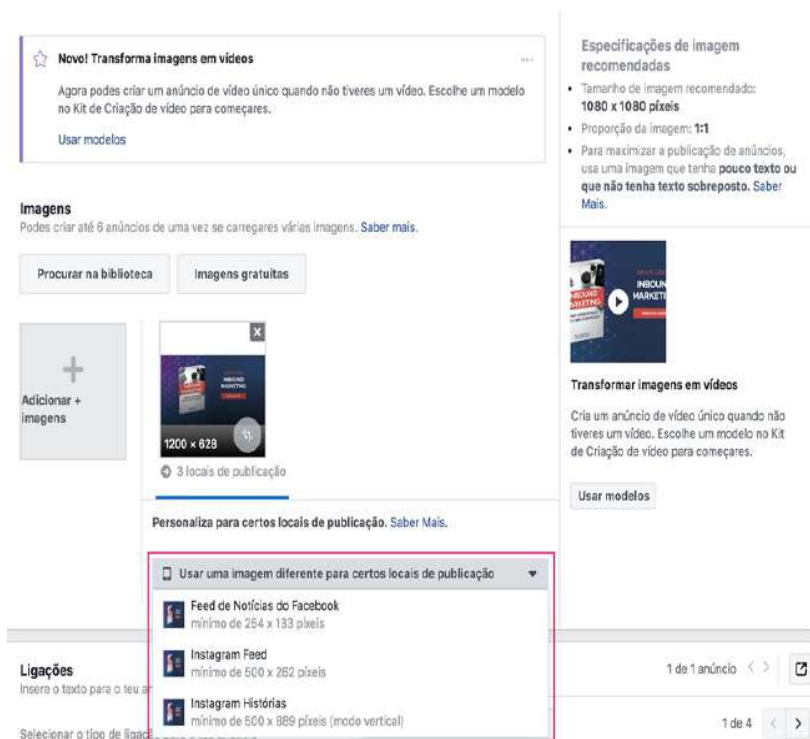 Novo! Transforma imagens em vídeos
Agora podes criar um anúncio de vídeo único quando não tiveres um vídeo. Escolhe um modelo
no Kit de Criação de vídeo para começares.
Usar modelos
Imagens
Podes criar até 6 anúncios de uma vez se carregares várias imagens. Saber mais.
Procurar na biblioteca
Imagens gratuitas
Adicionar +
imagens
1200 × 628
3 locais de publicação
Personaliza para certos locais de publicação. Saber Mais.
Usar uma imagem diferente para certos locais de publicação
Feed de Notícias do Facebook
mínimo de 254 x 133 píxeis
Instagram Feed
mínimo de 500 x 262 píxeis
Instagram Histórias
mínimo de 500 x 889 píxeis (modo vertical)
Ligações
Insere o texto para o teu
1 de 1 anúncio
Selecionar o tipo de
1 de 4
Especificações de imagem
recomendadas
Tamanho de imagem recomendado:
1080 x 1080 píxeis
Proporção da imagem: 1:1
Para maximizar a publicação de anúncios,
usa uma imagem que tenha pouco texto ou
que não tenha texto sobreposto. Saber
Mais.
INBOUND
MARKETING
Transformar imagens em vídeos
Cria um anúncio de vídeo único quando não
tiveres um vídeo. Escolhe um modelo no Kit
de Criação de vídeo para começares.
Usar modelos